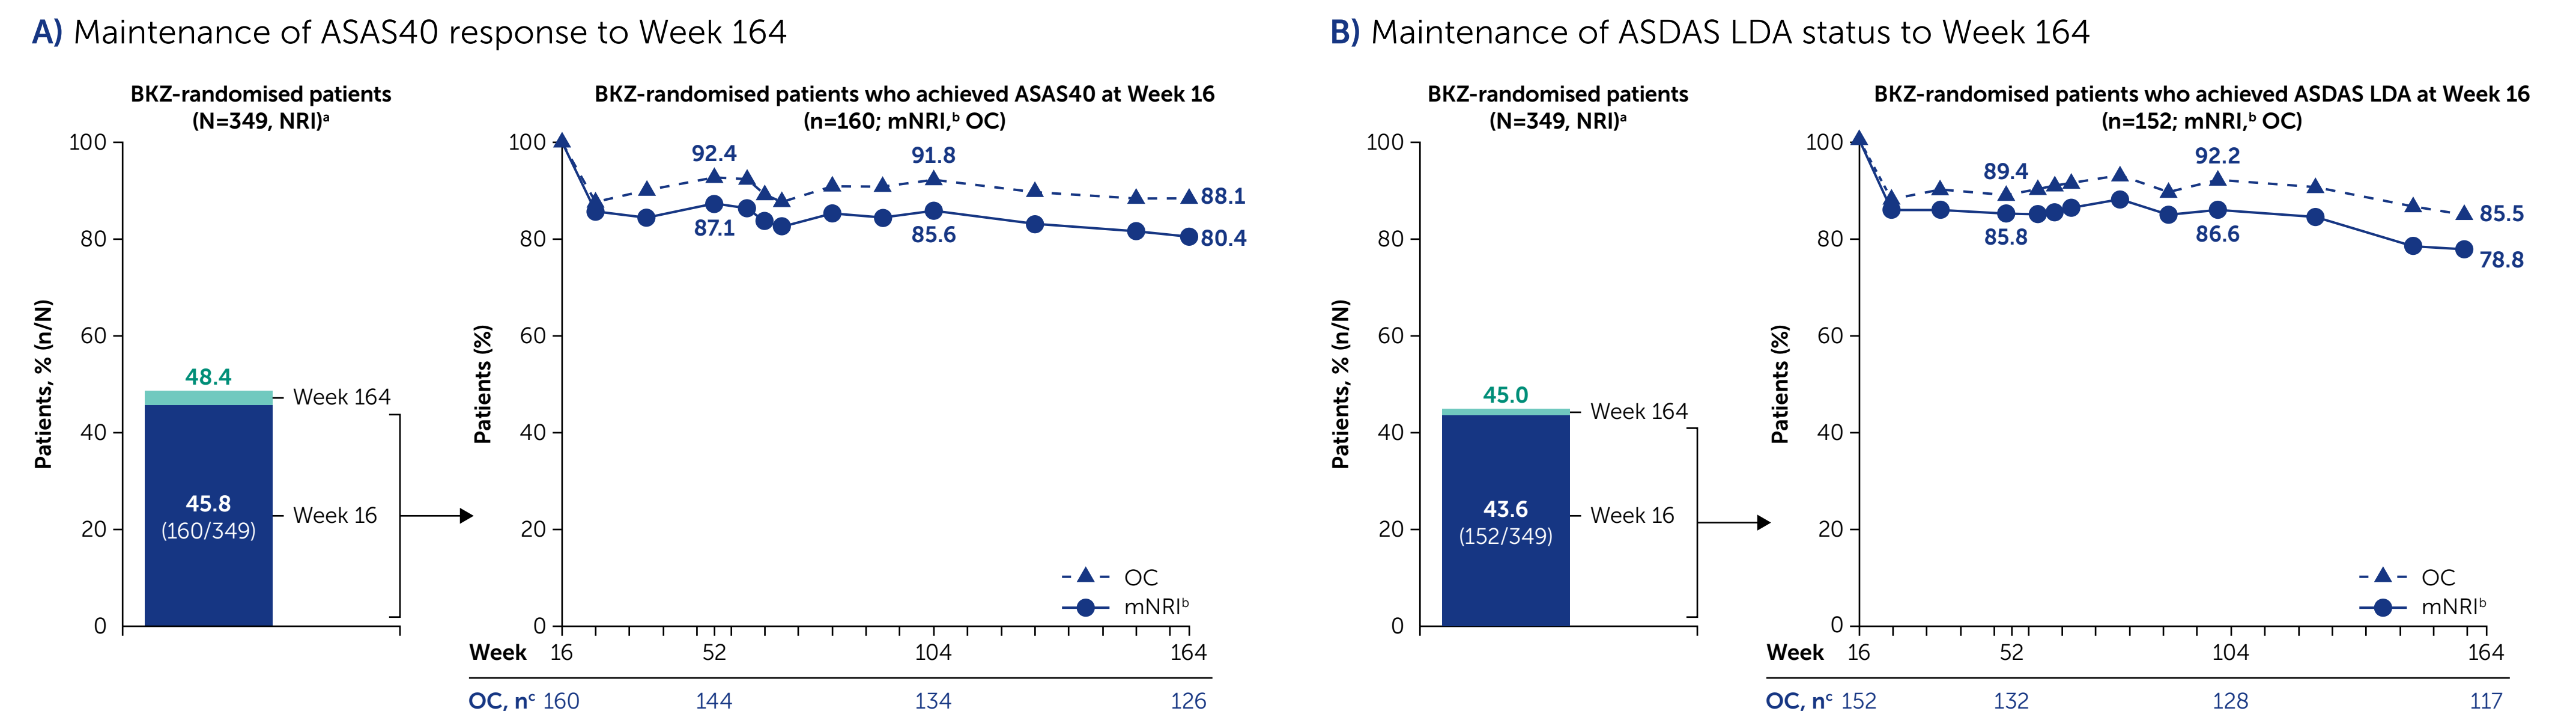 A) Maintenance of ASAS40 response to Week 164
BKZ-randomised patients
(N=349, NRI)ᵃ
Patients, % (n/N)
100
80
60
40
20
0
48.4
Week 164
45.8
(160/349)
Week 16
BKZ-randomised patients who achieved ASAS40 at Week 16
(n=160; mNRI,ᵇ OC)
Patients (%)
100
80
60
40
20
0
92.4
91.8
88.1
87.1
85.6
80.4
OC
mNRIᵇ
Week 16 52 104 164
OC, nᶜ 160 144 134 126
B) Maintenance of ASDAS LDA status to Week 164
BKZ-randomised patients
(N=349, NRI)ᵃ
Patients, % (n/N)
100
80
60
40
20
0
45.0
Week 164
43.6
(152/349)
Week 16
BKZ-randomised patients who achieved ASDAS LDA at Week 16
(n=152; mNRI,ᵇ OC)
Patients (%)
100
80
60
40
20
0
89.4
92.2
85.5
85.8
86.6
78.8
OC
mNRIᵇ
Week 16 52 104 164
OC, nᶜ 152 132 128 117